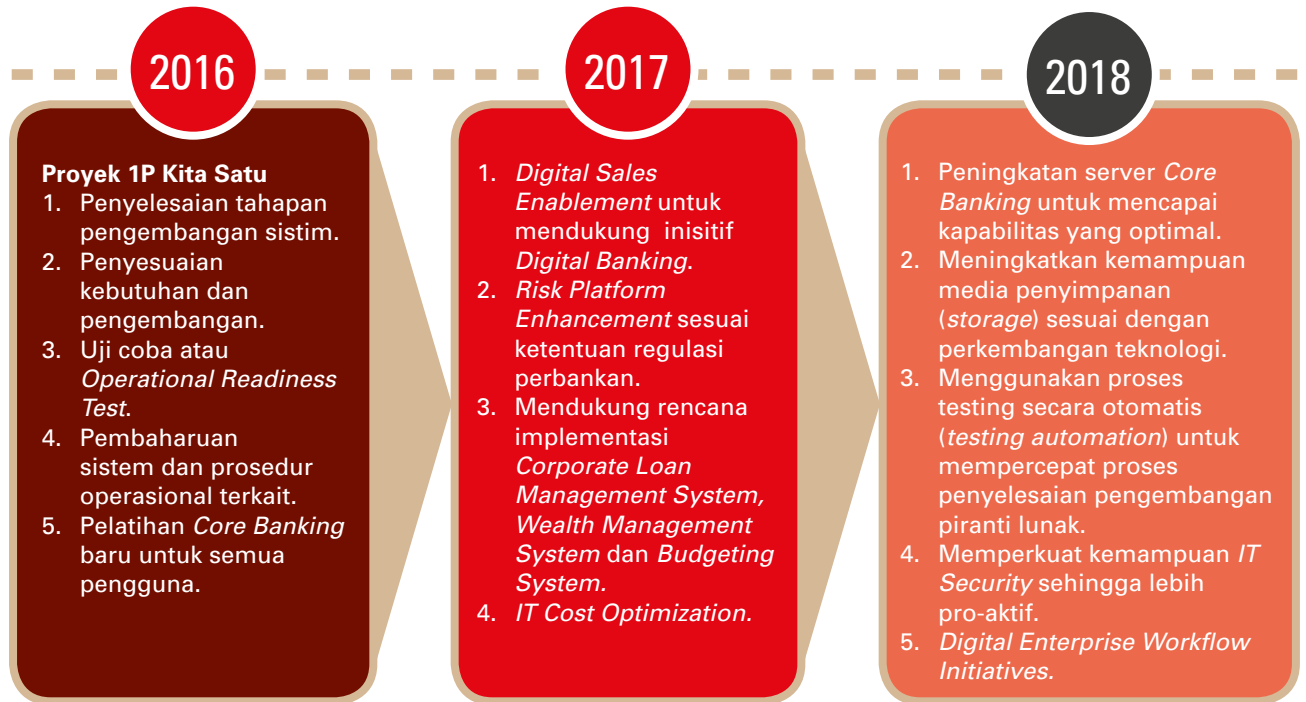 2016
Proyek 1P Kita Satu
1. Penyelesaian tahapan
pengembangan sistim.
2. Penyesuaian
kebutuhan dan
pengembangan.
3. Uji coba atau
Operational Readiness
Test.
4. Pembaharuan
sistem dan prosedur
operasional terkait.
5. Pelatihan Core Banking
baru untuk semua
pengguna.
2017
1. Digital Sales
Enablement untuk
mendukung inisitif
Digital Banking.
2. Risk Platform
Enhancement sesuai
ketentuan regulasi
perbankan.
3. Mendukung rencana
implementasi
Corporate Loan
Management System,
Wealth Management
System dan Budgeting
System.
4. IT Cost Optimization.
2018
1. Peningkatan server Core
Banking untuk mencapai
kapabilitas yang optimal.
2. Meningkatkan kemampuan
media penyimpanan
(storage) sesuai dengan
perkembangan teknologi.
3. Menggunakan proses
testing secara otomatis
(testing automation) untuk
mempercepat proses
penyelesaian pengembangan
piranti lunak.
4. Memperkuat kemampuan IT
Security sehingga lebih
pro-aktif.
5. Digital Enterprise Workflow
Initiatives.